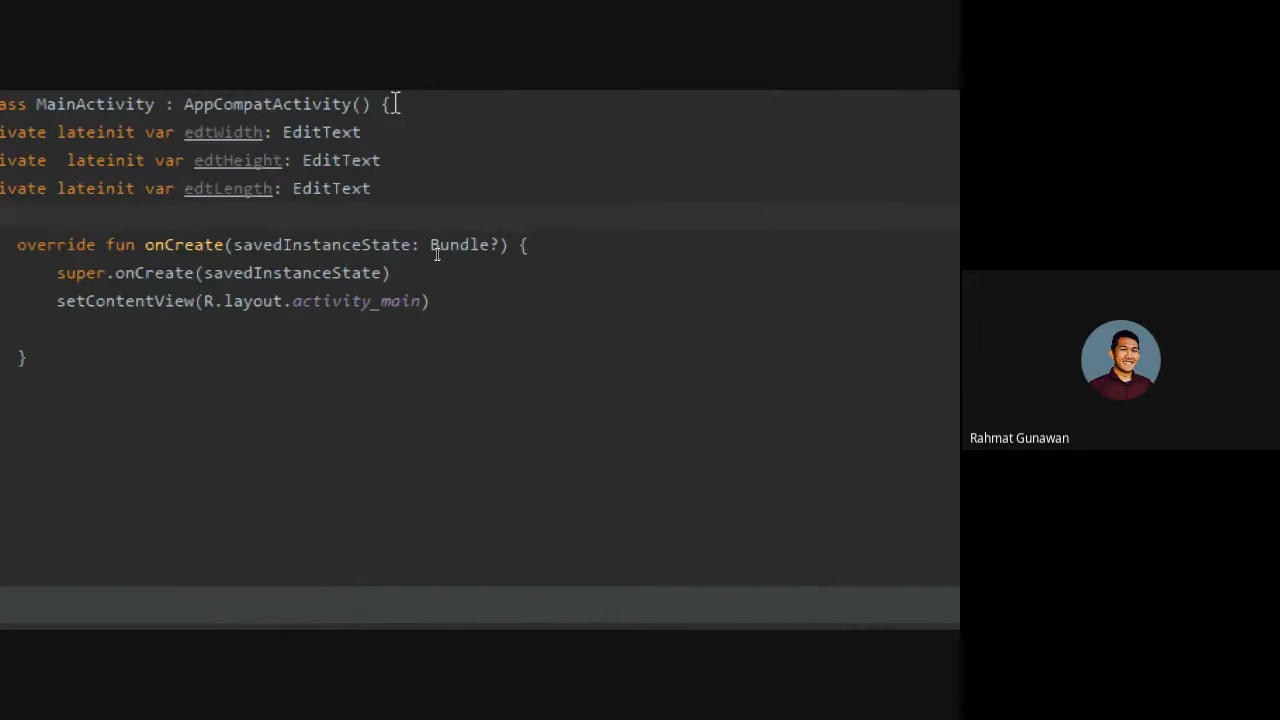 ass MainActivity : AppCompatActivity() {
ivate lateinit var edtWidth: EditText
ivate  lateinit var edtHeight: EditText
ivate lateinit var edtLength: EditText
override fun onCreate(savedInstanceState: Bundle?) {
super.onCreate(savedInstanceState)
setContentView(R.layout.activity_main)
}
Rahmat Gunawan